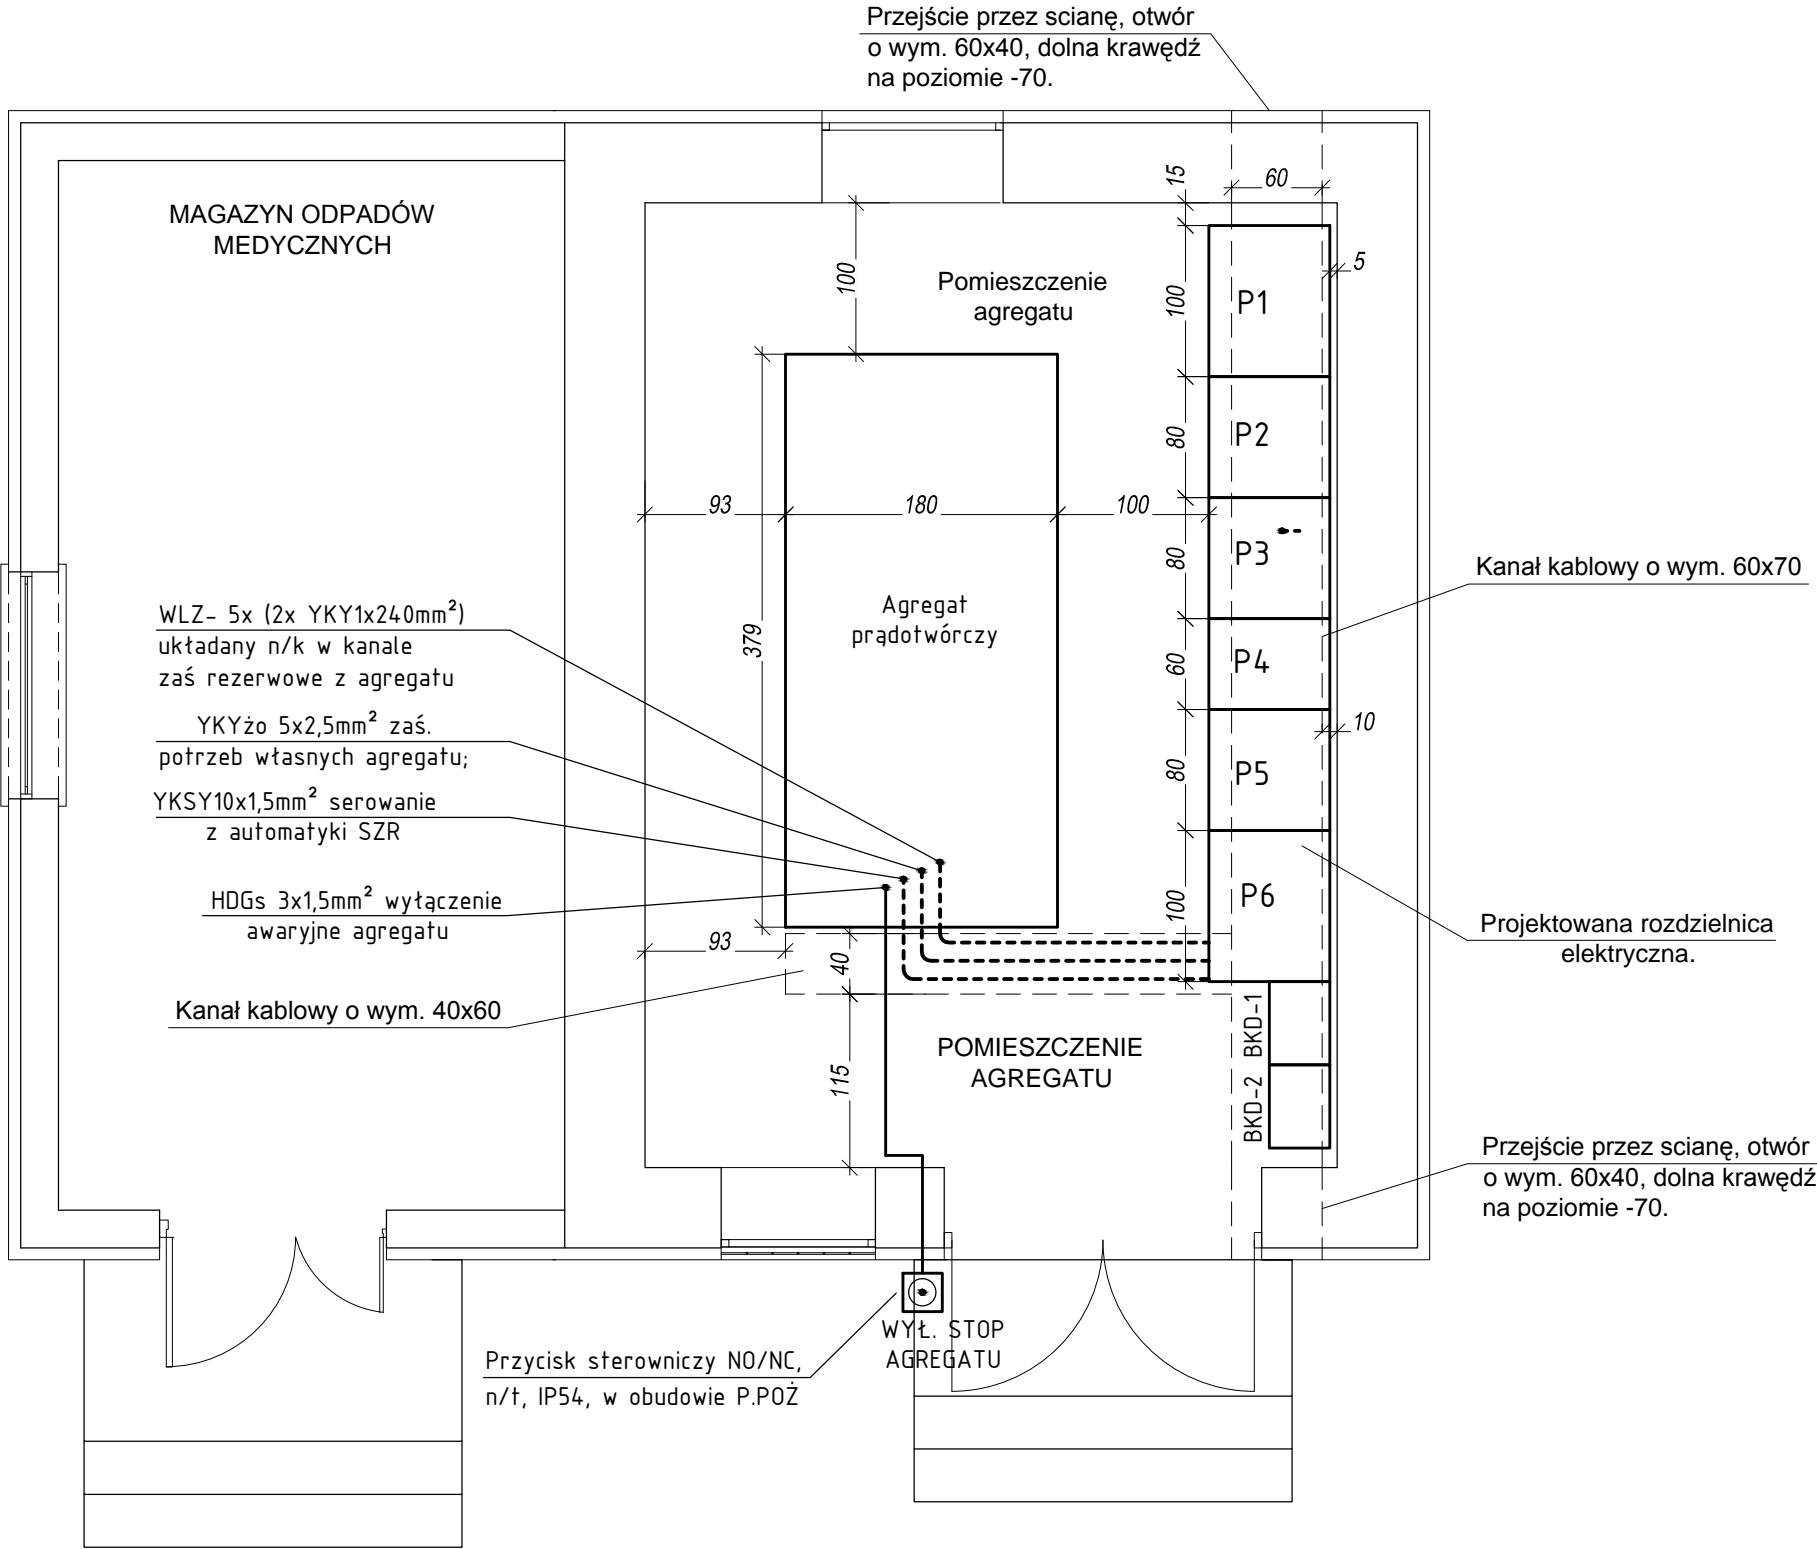 Przejście przez scianę, otwór
o wym. 60x40, dolna krawędź
na poziomie -70.
MAGAZYN ODPADÓW
MEDYCZNYCH
15
60
100
Pomieszczenie
agregatu
5
100
P1
80
P2
93
180
100
80
P3
Kanał kablowy o wym. 60x70
WLZ- 5x (2x YKY1x240mm²)
układany n/k w kanale
zaś rezerwowe z agregatu
379
Agregat
prądotwórczy
60
P4
YKYżo 5x2,5mm² zaś.
potrzeb własnych agregatu;
10
80
P5
YKSY10x1,5mm² serowanie
z automatyki SZR
HDGs 3x1,5mm² wyłączenie
awaryjne agregatu
100
P6
Projektowana rozdzielnica
elektryczna.
93
40
Kanał kablowy o wym. 40x60
BKD-1
POMIESZCZENIE
AGREGATU
115
BKD-2
Przejście przez scianę, otwór
o wym. 60x40, dolna krawędź
na poziomie -70.
WYŁ. STOP
AGREGATU
Przycisk sterowniczy NO/NC,
n/t, IP54, w obudowie P.POŻ